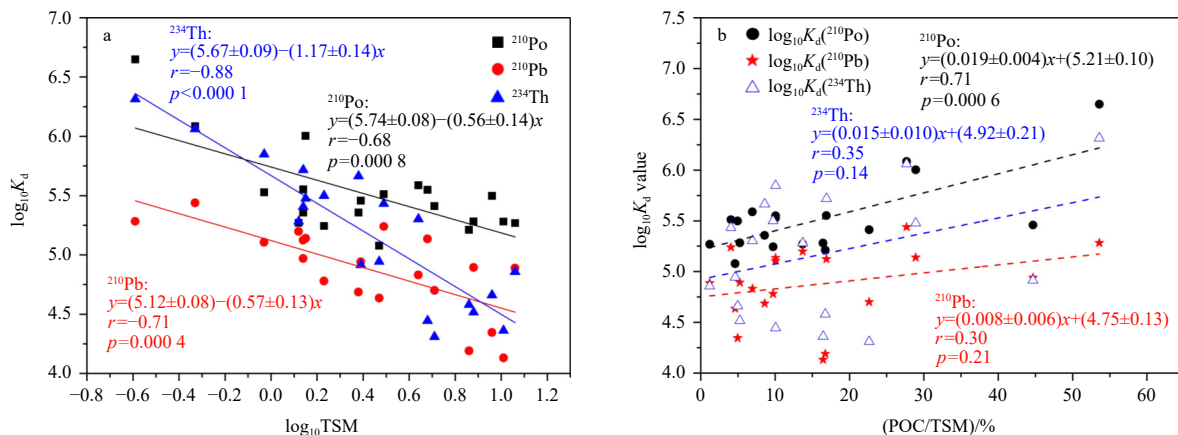 a
²³⁴Th:
y=(5.67±0.09)−(1.17±0.14)x
r=−0.88
p<0.000 1
²¹⁰Po
²¹⁰Pb
²³⁴Th
²¹⁰Po:
y=(5.74±0.08)−(0.56±0.14)x
r=−0.68
p=0.000 8
²¹⁰Pb:
y=(5.12±0.08)−(0.57±0.13)x
r=−0.71
p=0.000 4
log₁₀K_d
7.0
6.5
6.0
5.5
5.0
4.5
4.0
−0.8 −0.6 −0.4 −0.2 0.0 0.2 0.4 0.6 0.8 1.0 1.2
log₁₀TSM
b
log₁₀K_d(²¹⁰Po)
log₁₀K_d(²¹⁰Pb)
log₁₀K_d(²³⁴Th)
²¹⁰Po:
y=(0.019±0.004)x+(5.21±0.10)
r=0.71
p=0.000 6
²³⁴Th:
y=(0.015±0.010)x+(4.92±0.21)
r=0.35
p=0.14
²¹⁰Pb:
y=(0.008±0.006)x+(4.75±0.13)
r=0.30
p=0.21
log₁₀K_d value
7.5
7.0
6.5
6.0
5.5
5.0
4.5
4.0
0 10 20 30 40 50 60
(POC/TSM)/%